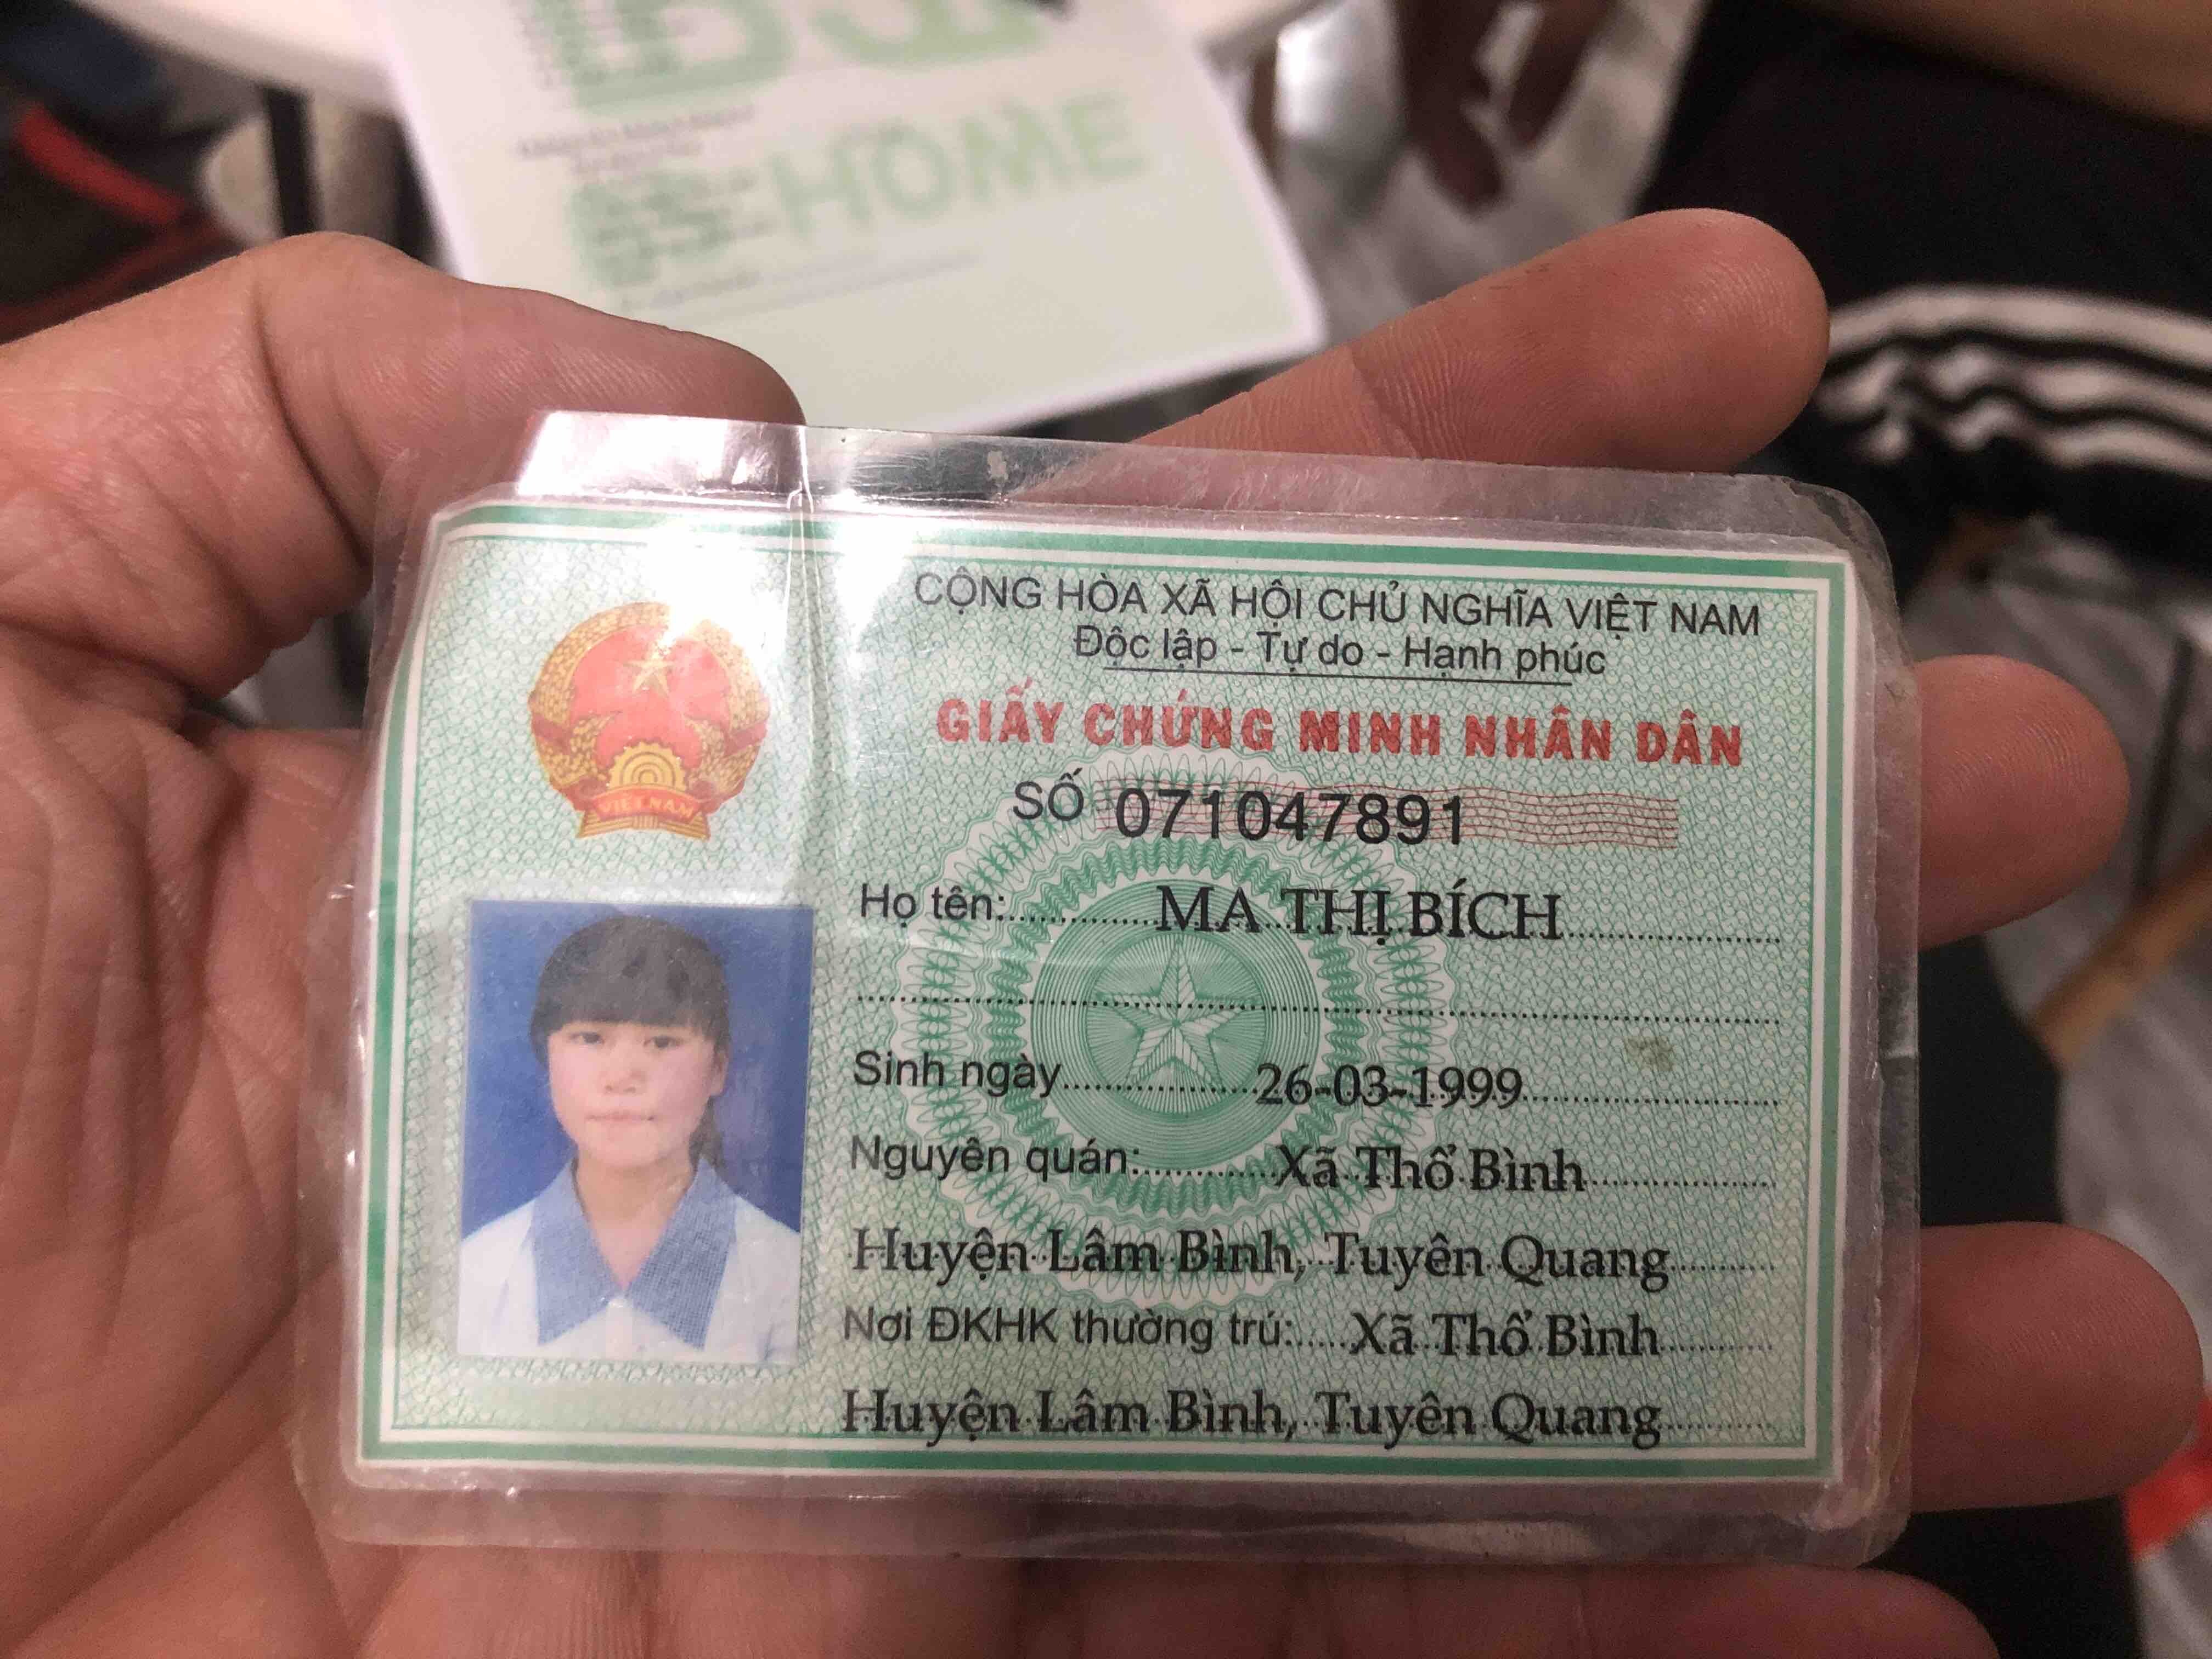 HOME
CỘNG HÒA XÃ HỘI CHỦ NGHĨA VIỆT NAM
Độc lập - Tự do - Hạnh phúc
GIẤY CHỨNG MINH NHÂN DÂN
SỐ 071047891
VIETNAM
Họ tên: MA THỊ BÍCH
Sinh ngày 26-03-1999
Nguyên quán: Xã Thổ Bình
Huyện Lâm Bình, Tuyên Quang
Nơi ĐKHK thường trú: Xã Thổ Bình
Huyện Lâm Bình, Tuyên Quang